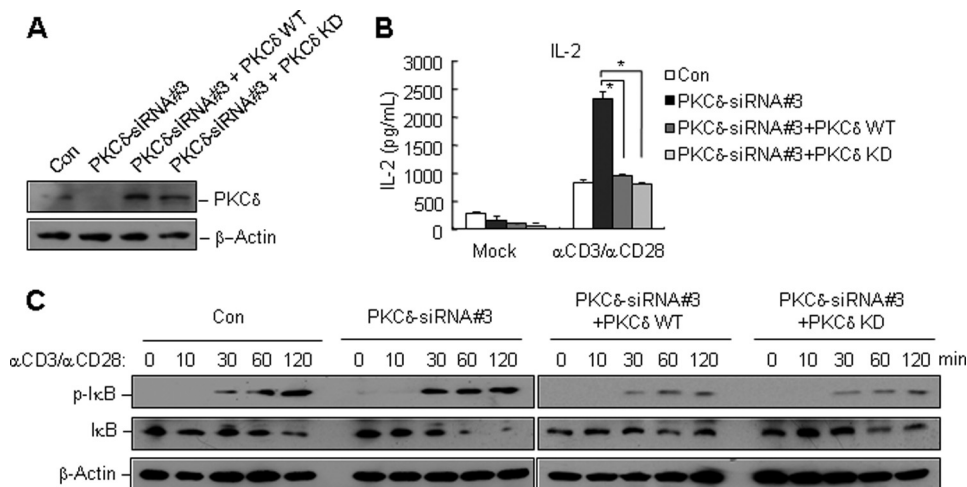 A
Con
PKCδ-siRNA#3
PKCδ-siRNA#3 + PKCδ WT
PKCδ-siRNA#3 + PKCδ KD
PKCδ
β-Actin
B
IL-2
IL-2 (pg/mL)
3000
2500
2000
1500
1000
500
0
*
*
Mock
αCD3/αCD28
Con
PKCδ-siRNA#3
PKCδ-siRNA#3+PKCδ WT
PKCδ-siRNA#3+PKCδ KD
C
Con
PKCδ-siRNA#3
PKCδ-siRNA#3
+PKCδ WT
PKCδ-siRNA#3
+PKCδ KD
αCD3/αCD28: 0 10 30 60 120 0 10 30 60 120 0 10 30 60 120 0 10 30 60 120 min
p-IκB
IκB
β-Actin